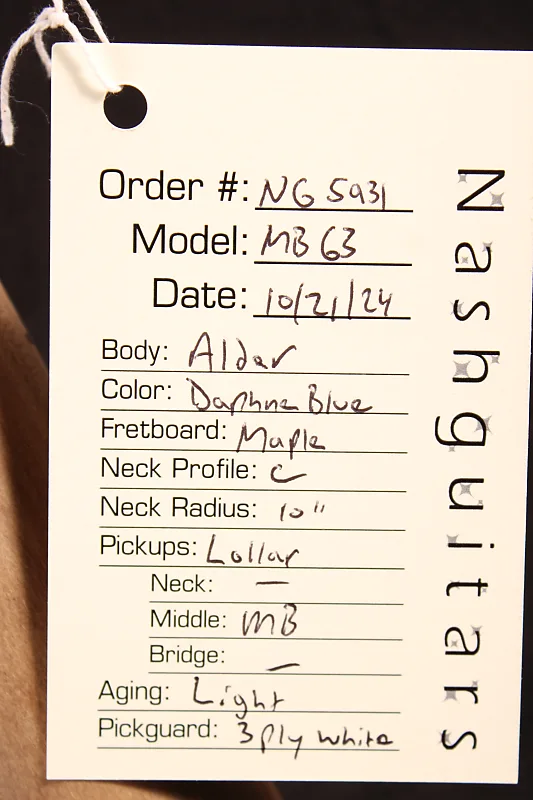 Order #: NG 5931
Model: MB 63
Date: 10/21/24
Body: Alder
Color: Daphne Blue
Fretboard: Maple
Neck Profile: C
Neck Radius: 10"
Pickups: Lollar
Neck: —
Middle: MB
Bridge: —
Aging: Light
Pickguard: 3 Ply white
Nashguitars